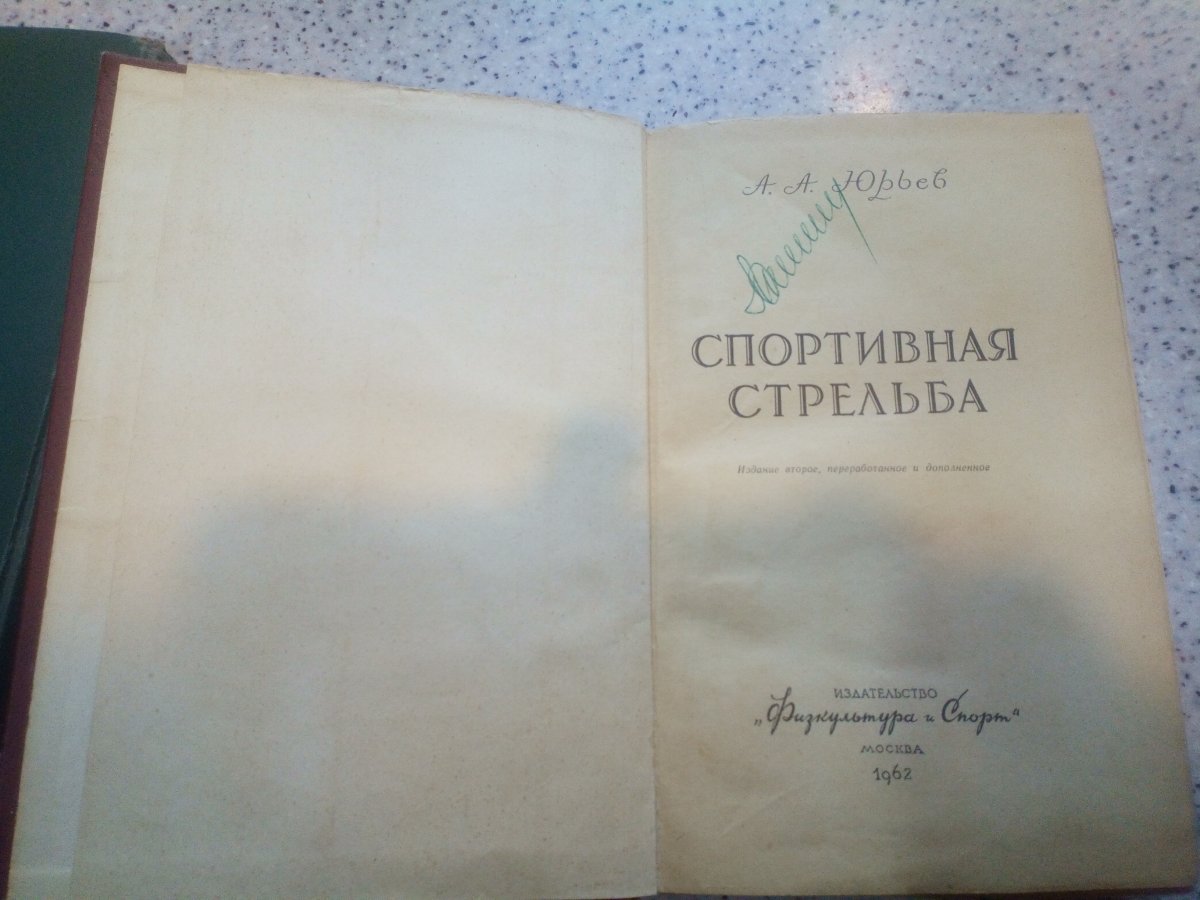 А. А. Юрьев
СПОРТИВНАЯ
СТРЕЛЬБА
Издание второе, переработанное и дополненное
ИЗДАТЕЛЬСТВО
„Физкультура и Спорт“
МОСКВА
1962